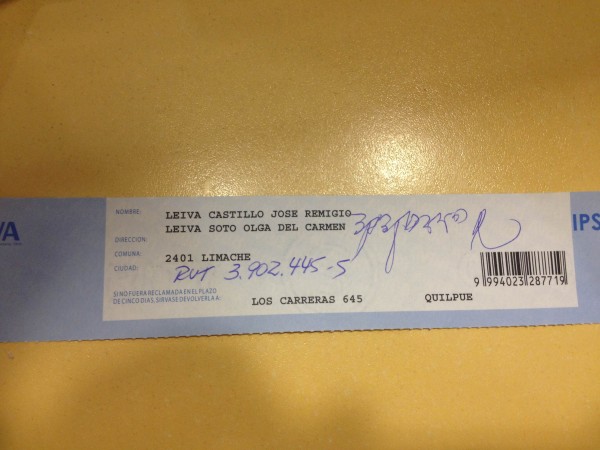 VA
NOMBRE: LEIVA CASTILLO JOSE REMIGIO
LEIVA SOTO OLGA DEL CARMEN
DIRECCION:
COMUNA: 2401 LIMACHE
CIUDAD: RUT 3.902.445-5
SI NO FUERA RECLAMADA EN EL PLAZO
DE CINCO DIAS, SIRVASE DEVOLVERLA A:
LOS CARRERAS 645 QUILPUE
9 994023 287719
IPS